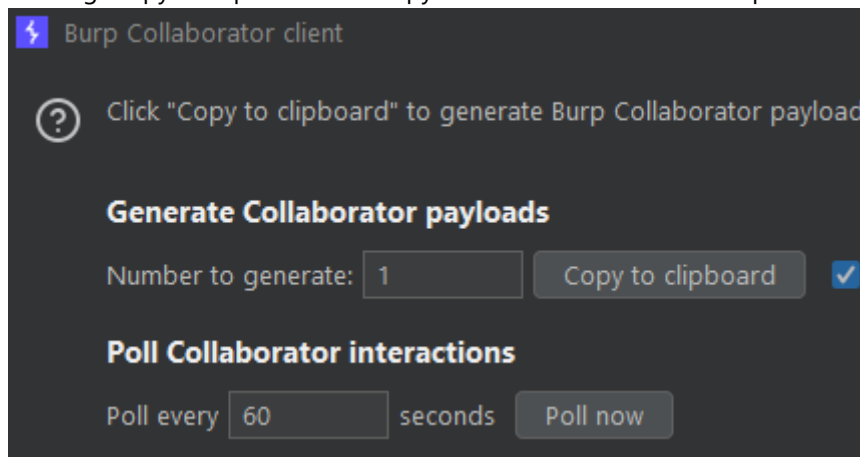 Burp Collaborator client
Click "Copy to clipboard" to generate Burp Collaborator payload
Generate Collaborator payloads
Number to generate: 1 Copy to clipboard
Poll Collaborator interactions
Poll every 60 seconds Poll now